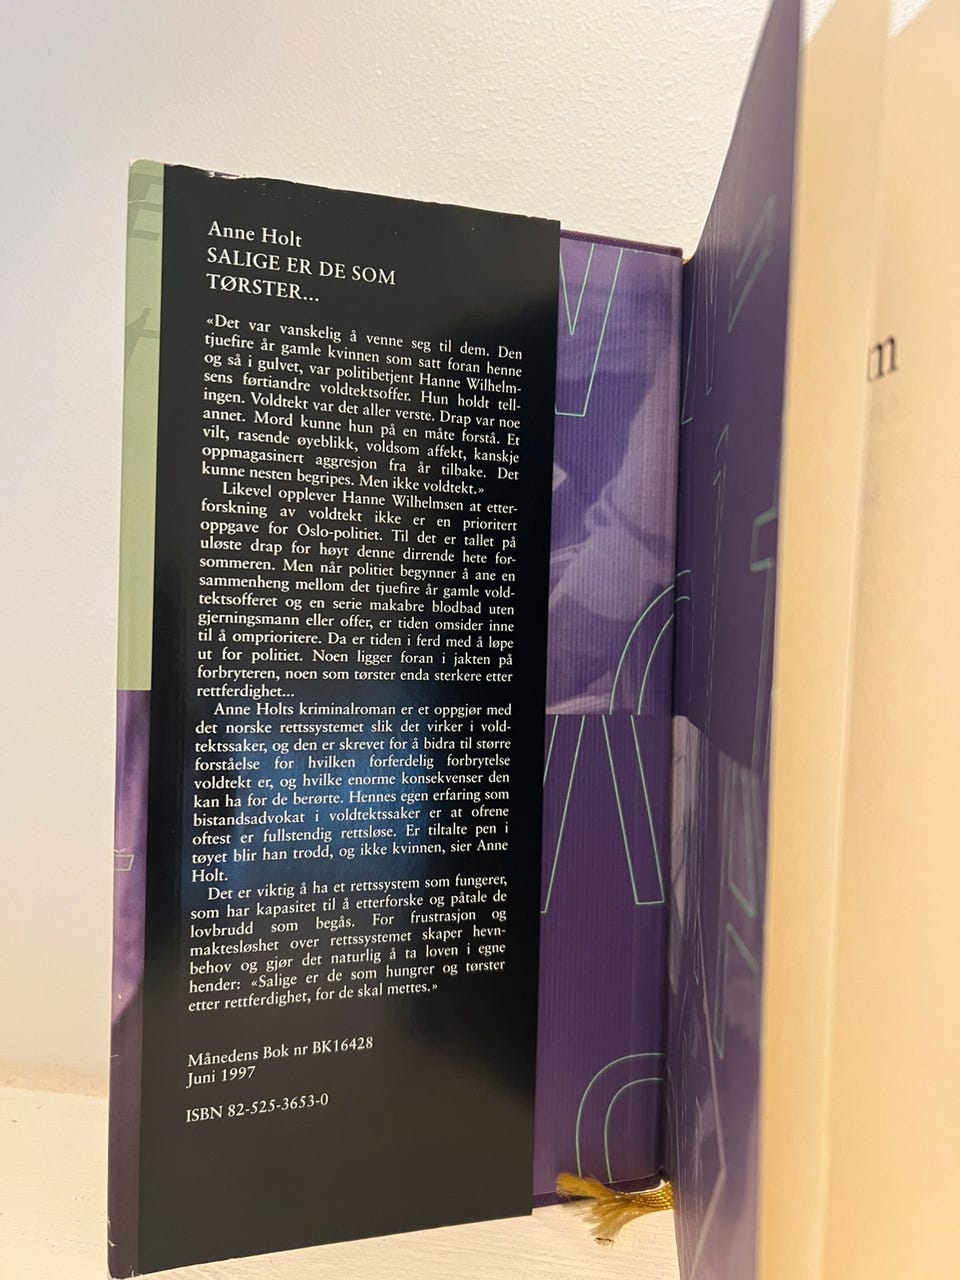 Anne Holt
SALIGE ER DE SOM
TØRSTER...
«Det var vanskelig å venne seg til dem. Den
tjuefire år gamle kvinnen som satt foran henne
og så i gulvet, var politibetjent Hanne Wilhelm-
sens førtiandre voldtektsoffer. Hun holdt tell-
ingen. Voldtekt var det aller verste. Drap var noe
annet. Mord kunne hun på en måte forstå. Et
vilt, rasende øyeblikk, voldsom affekt, kanskje
oppmagasinert aggresjon fra år tilbake. Det
kunne nesten begripes. Men ikke voldtekt.»
Likevel opplever Hanne Wilhelmsen at etter-
forskning av voldtekt ikke er en prioritert
oppgave for Oslo-politiet. Til det er tallet på
uløste drap for høyt denne dirrende hete for-
sommeren. Men når politiet begynner å ane en
sammenheng mellom det tjuefire år gamle vold-
tektsofferet og en serie makabre blodbad uten
gjerningsmann eller offer, er tiden omsider inne
til å omprioritere. Da er tiden i ferd med å løpe
ut for politiet. Noen ligger foran i jakten på
forbryteren, noen som tørster enda sterkere etter
rettferdighet...
Anne Holts kriminalroman er et oppgjør med
det norske rettssystemet slik det virker i vold-
tektssaker, og den er skrevet for å bidra til større
forståelse for hvilken forferdelig forbrytelse
voldtekt er, og hvilke enorme konsekvenser den
kan ha for de berørte. Hennes egen erfaring som
bistandsadvokat i voldtektssaker er at ofrene
oftest er fullstendig rettsløse. Er tiltalte pen i
tøyet blir han trodd, og ikke kvinnen, sier Anne
Holt.
Det er viktig å ha et rettssystem som fungerer,
som har kapasitet til å etterforske og påtale de
lovbrudd som begås. For frustrasjon og
maktesløshet over rettssystemet skaper hevn-
behov og gjør det naturlig å ta loven i egne
hender: «Salige er de som hungrer og tørster
etter rettferdighet, for de skal mettes.»
Månedens Bok nr BK16428
Juni 1997
ISBN 82-525-3653-0